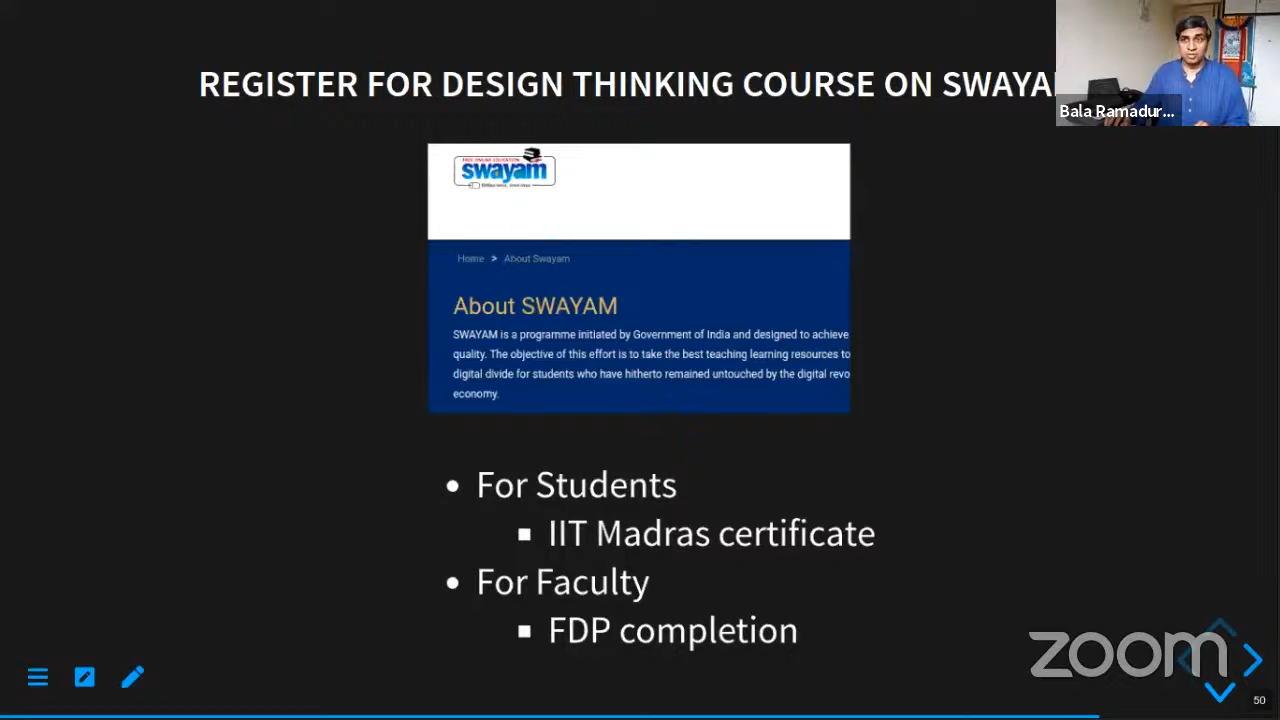 REGISTER FOR DESIGN THINKING COURSE ON SWAYA
Bala Ramadur...
FREE ONLINE EDUCATION
swayam
Home > About Swayam
About SWAYAM
SWAYAM is a programme initiated by Government of India and designed to achieve
quality. The objective of this effort is to take the best teaching learning resources to
digital divide for students who have hitherto remained untouched by the digital revo
economy.
• For Students
▪ IIT Madras certificate
• For Faculty
▪ FDP completion
zoom
50